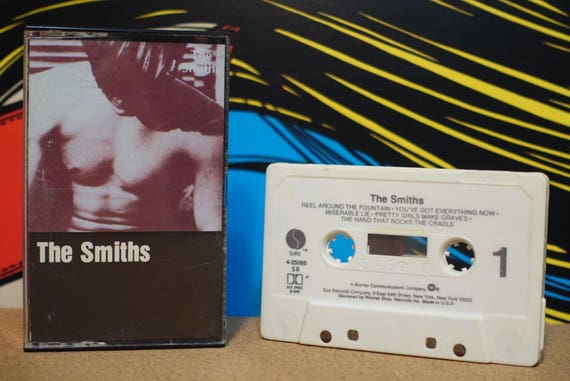 The
Smiths
The Smiths
The Smiths
REEL AROUND THE FOUNTAIN • YOU'VE GOT EVERYTHING NOW •
MISERABLE LIE • PRETTY GIRLS MAKE GRAVES •
THE HAND THAT ROCKS THE CRADLE
SIRE
4-25065
SR
1
A Warner Communications Company
Sire Records Company, 3 East 54th Street, New York, New York 10022
Marketed by Warner Bros. Records Inc. Made in U.S.A.